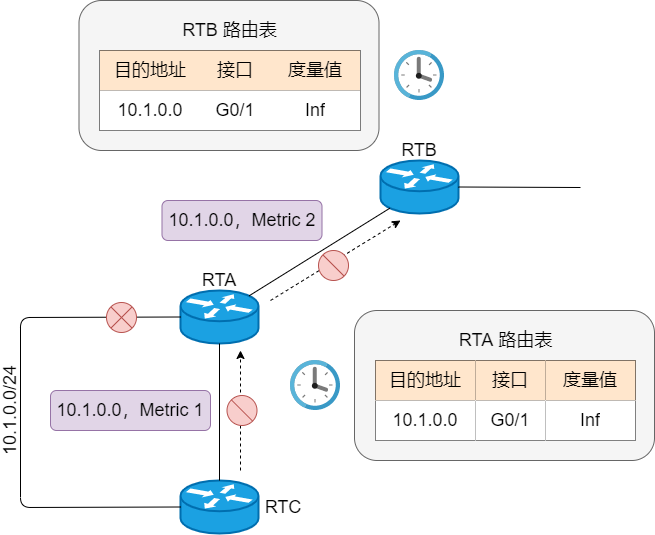 RTB 路由表
目的地址 接口 度量值
10.1.0.0 G0/1 Inf
RTB
10.1.0.0，Metric 2
RTA
RTA 路由表
目的地址 接口 度量值
10.1.0.0 G0/1 Inf
10.1.0.0/24
10.1.0.0，Metric 1
RTC